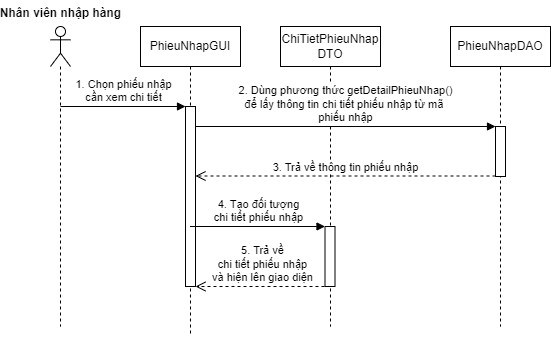 Nhân viên nhập hàng
PhieuNhapGUI
ChiTietPhieuNhap
DTO
PhieuNhapDAO
1. Chọn phiếu nhập
cần xem chi tiết
2. Dùng phương thức getDetailPhieuNhap()
để lấy thông tin chi tiết phiếu nhập từ mã
phiếu nhập
3. Trả về thông tin phiếu nhập
4. Tạo đối tượng
chi tiết phiếu nhập
5. Trả về
chi tiết phiếu nhập
và hiện lên giao diện